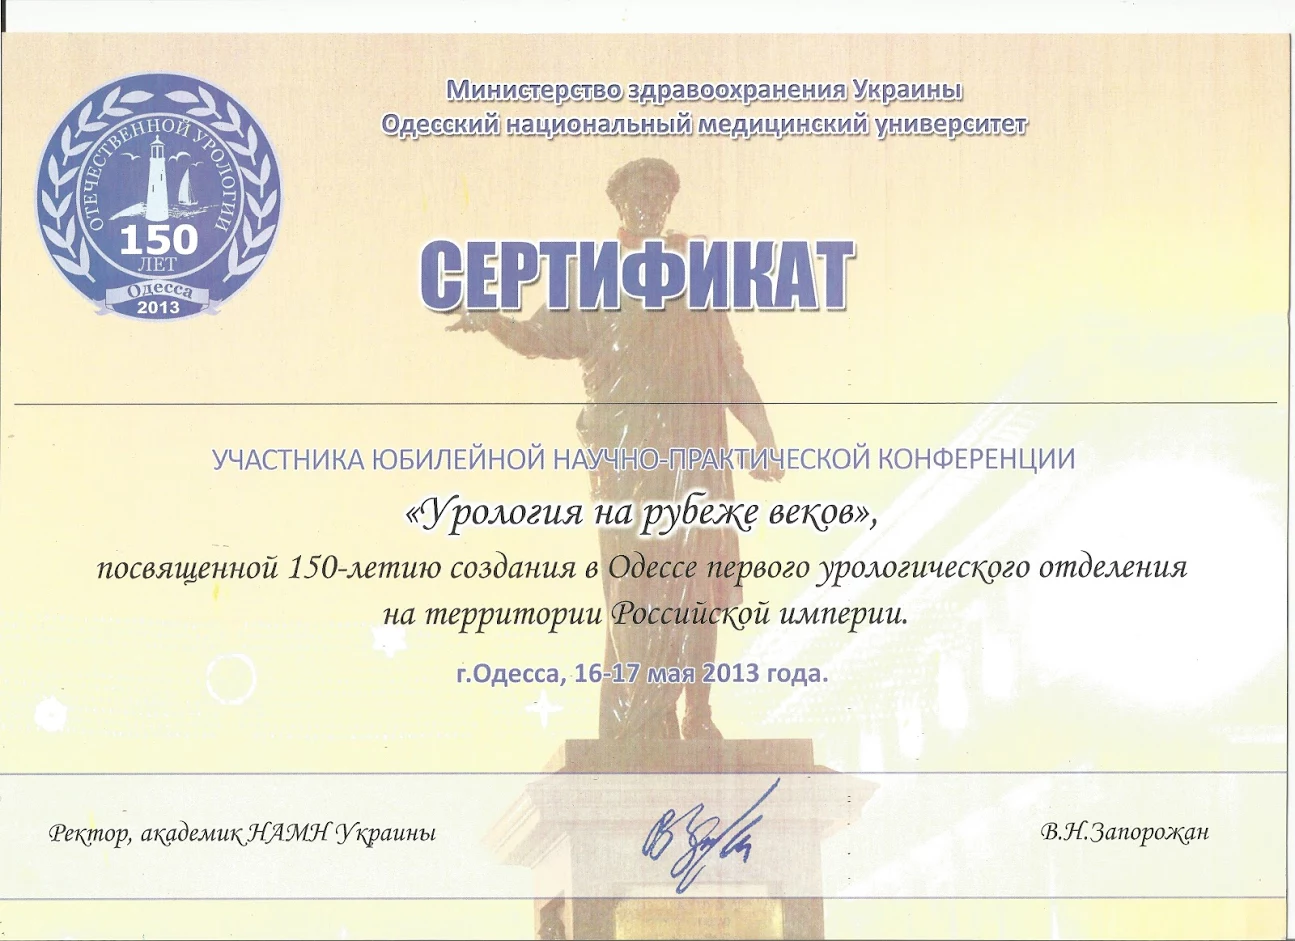 Министерство здравоохранения Украины
Одесский национальный медицинский университет
ОТЕЧЕСТВЕННОЙ УРОЛОГИИ
150
ЛЕТ
Одесса
2013
СЕРТИФИКАТ
УЧАСТНИКА ЮБИЛЕЙНОЙ НАУЧНО-ПРАКТИЧЕСКОЙ КОНФЕРЕНЦИИ
«Урология на рубеже веков»,
посвященной 150-летию создания в Одессе первого урологического отделения
на территории Российской империи.
г.Одесса, 16-17 мая 2013 года.
Ректор, академик НАМН Украины
В.Н.Запорожан